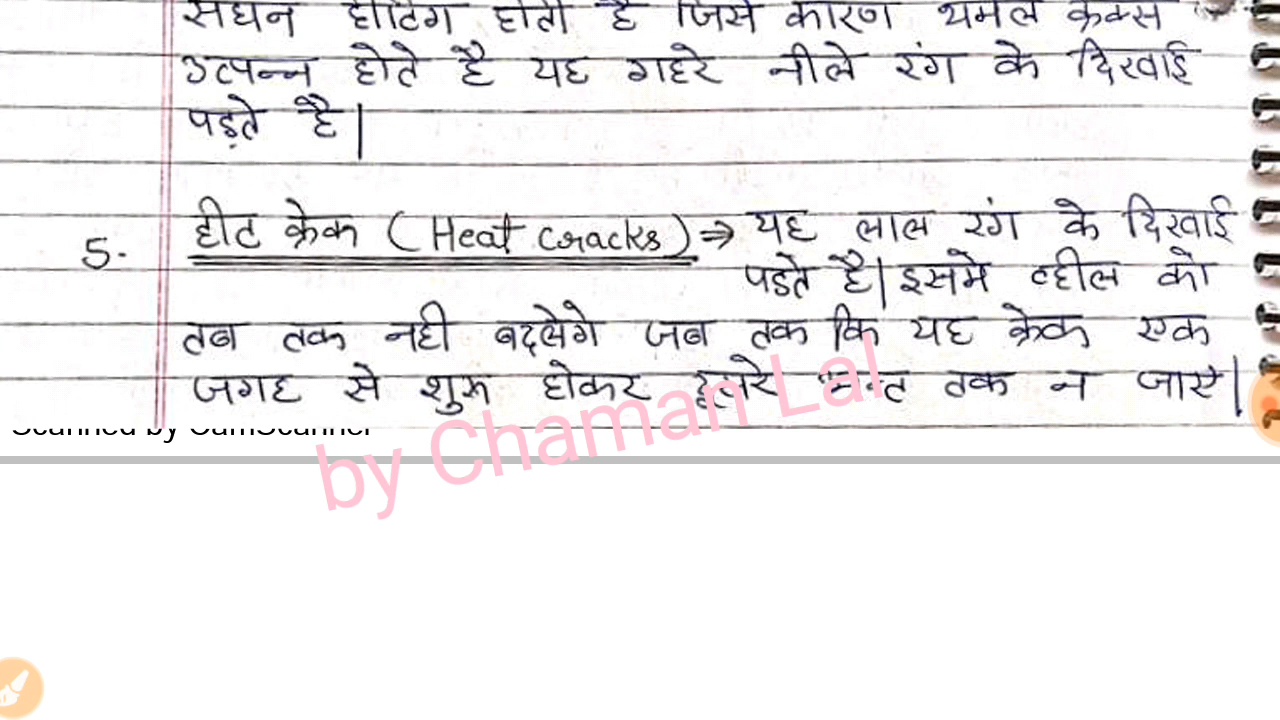 सघन हीटिंग होती है जिसे कारण थर्मल क्रेक्स
उत्पन्न होते है यह गहरे नीले रंग के दिखाई
पड़ते है|
5. हीट क्रेक (Heat cracks) ⇒ यह लाल रंग के दिखाई
पडते है| इसमे व्हील को
तब तक नही बदलेगे जब तक कि यह क्रेक एक
जगह से शुरू होकर दूसरे तक न जाए|
Scanned by CamScanner
by Chaman Lal